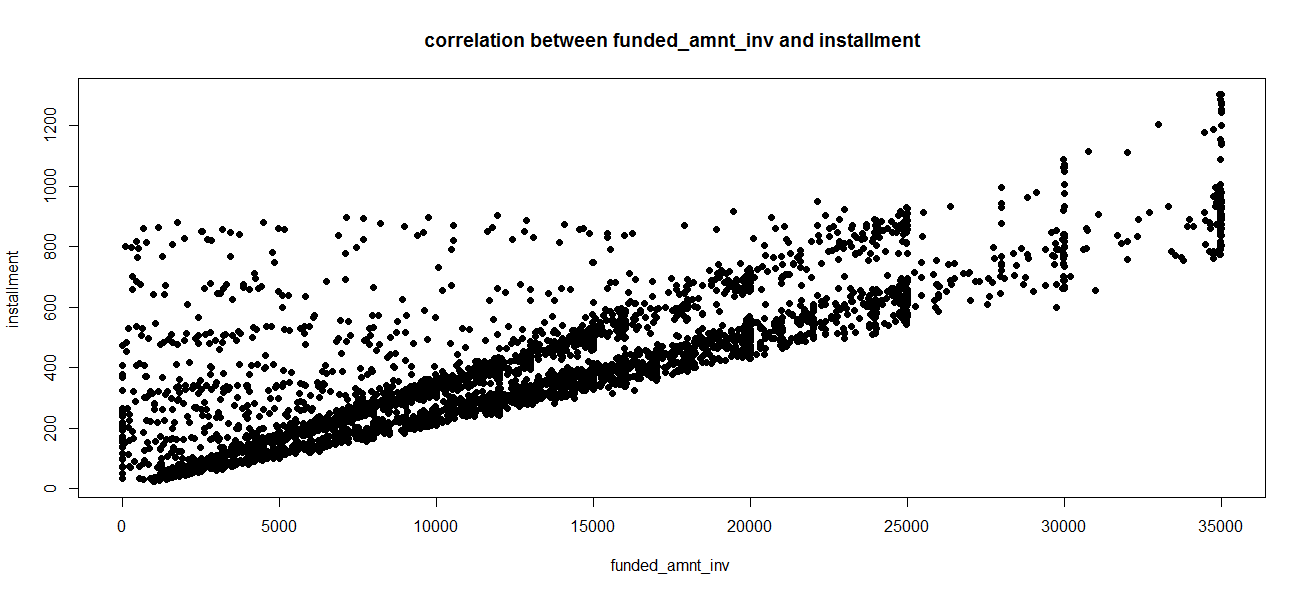 correlation between funded_amnt_inv and installment
installment
1200
1000
800
600
400
200
0
0 5000 10000 15000 20000 25000 30000 35000
funded_amnt_inv